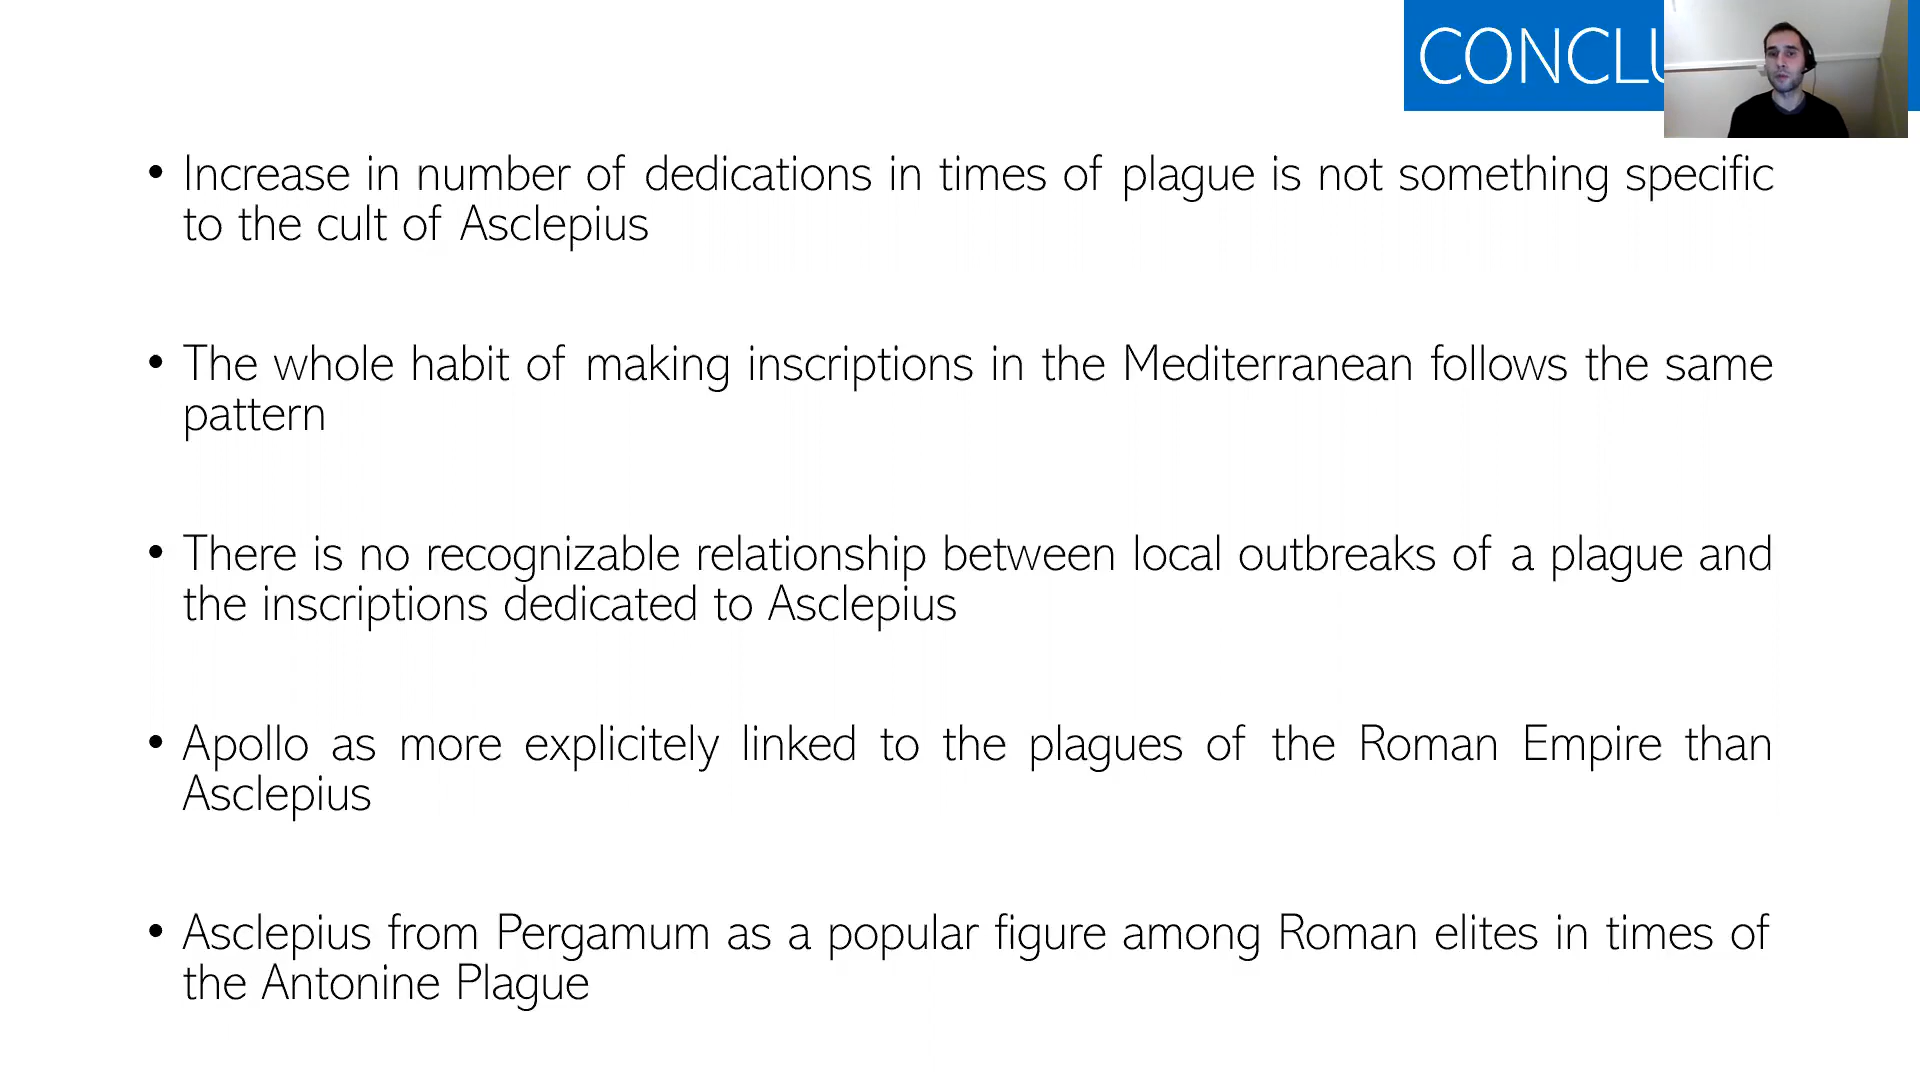 CONCLU
• Increase in number of dedications in times of plague is not something specific
to the cult of Asclepius
• The whole habit of making inscriptions in the Mediterranean follows the same
pattern
• There is no recognizable relationship between local outbreaks of a plague and
the inscriptions dedicated to Asclepius
• Apollo as more explicitely linked to the plagues of the Roman Empire than
Asclepius
• Asclepius from Pergamum as a popular figure among Roman elites in times of
the Antonine Plague